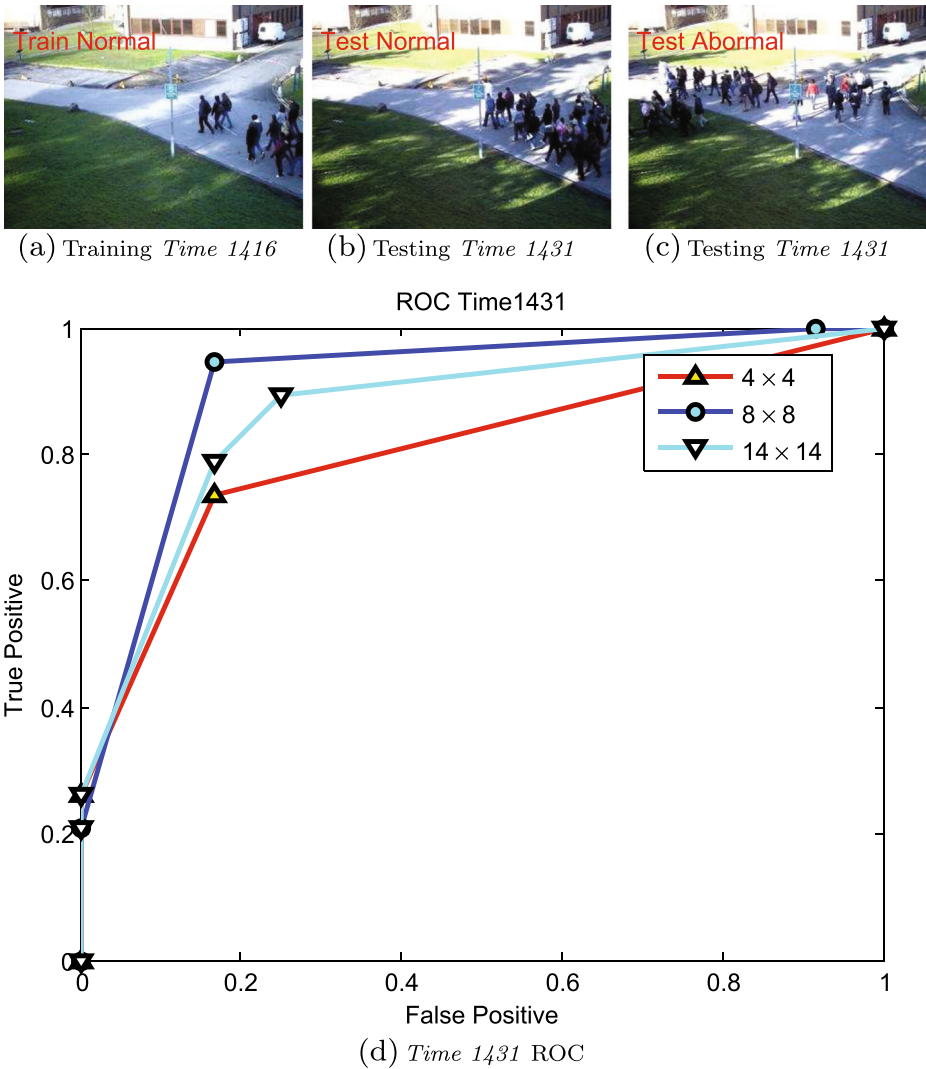 Train Normal
Test Normal
Test Abormal
(a) Training Time 1416
(b) Testing Time 1431
(c) Testing Time 1431
ROC Time1431
1
0.8
0.6
0.4
0.2
0
True Positive
4 × 4
8 × 8
14 × 14
0
0.2
0.4
0.6
0.8
1
False Positive
(d) Time 1431 ROC